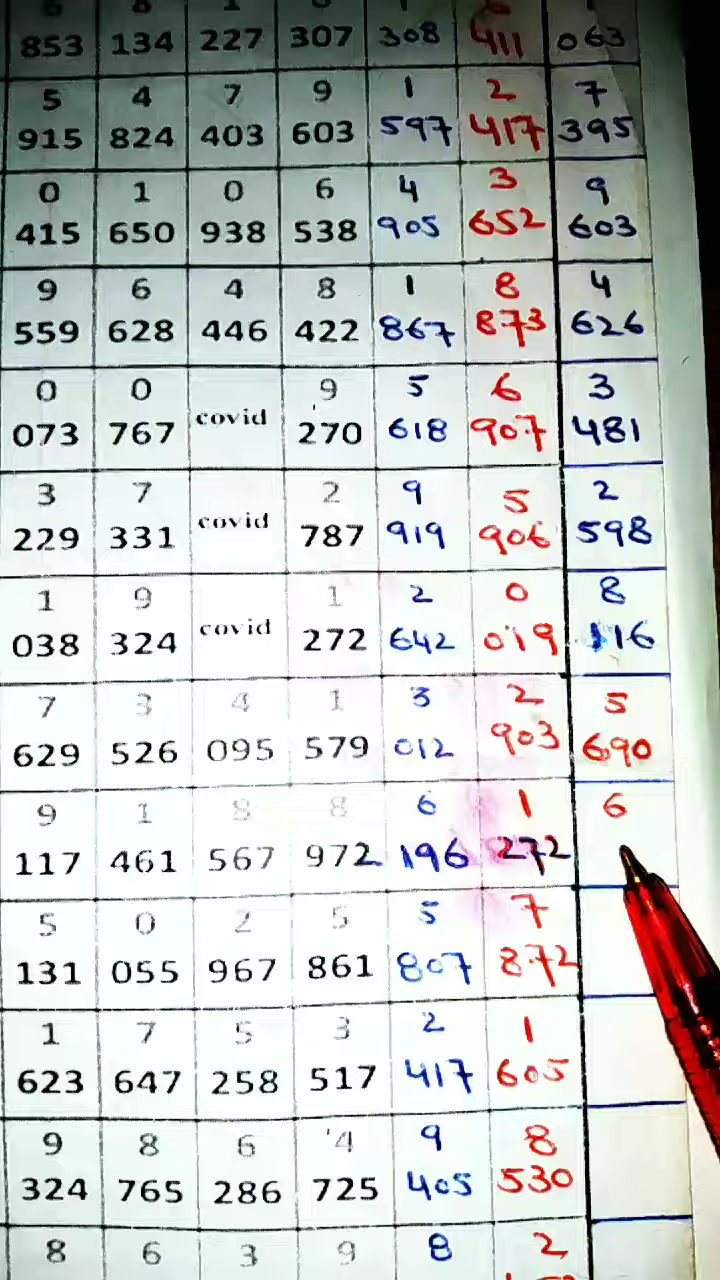 853 134 227 307 308 411 063
5 4 7 9 1 2 7
915 824 403 603 597 417 395
0 1 0 6 4 3 9
415 650 938 538 905 652 603
9 6 4 8 1 8 4
559 628 446 422 867 873 626
0 0 covid 9 5 6 3
073 767 270 618 907 481
3 7 covid 2 9 5 2
229 331 787 919 906 598
1 9 covid 1 2 0 8
038 324 272 642 019 116
7 3 4 1 3 2 5
629 526 095 579 012 903 690
9 1 8 8 6 1 6
117 461 567 972 196 272
5 0 2 5 5 7
131 055 967 861 807 872
1 7 5 3 2 1
623 647 258 517 417 605
9 8 6 4 9 8
324 765 286 725 405 530
8 6 3 9 8 2